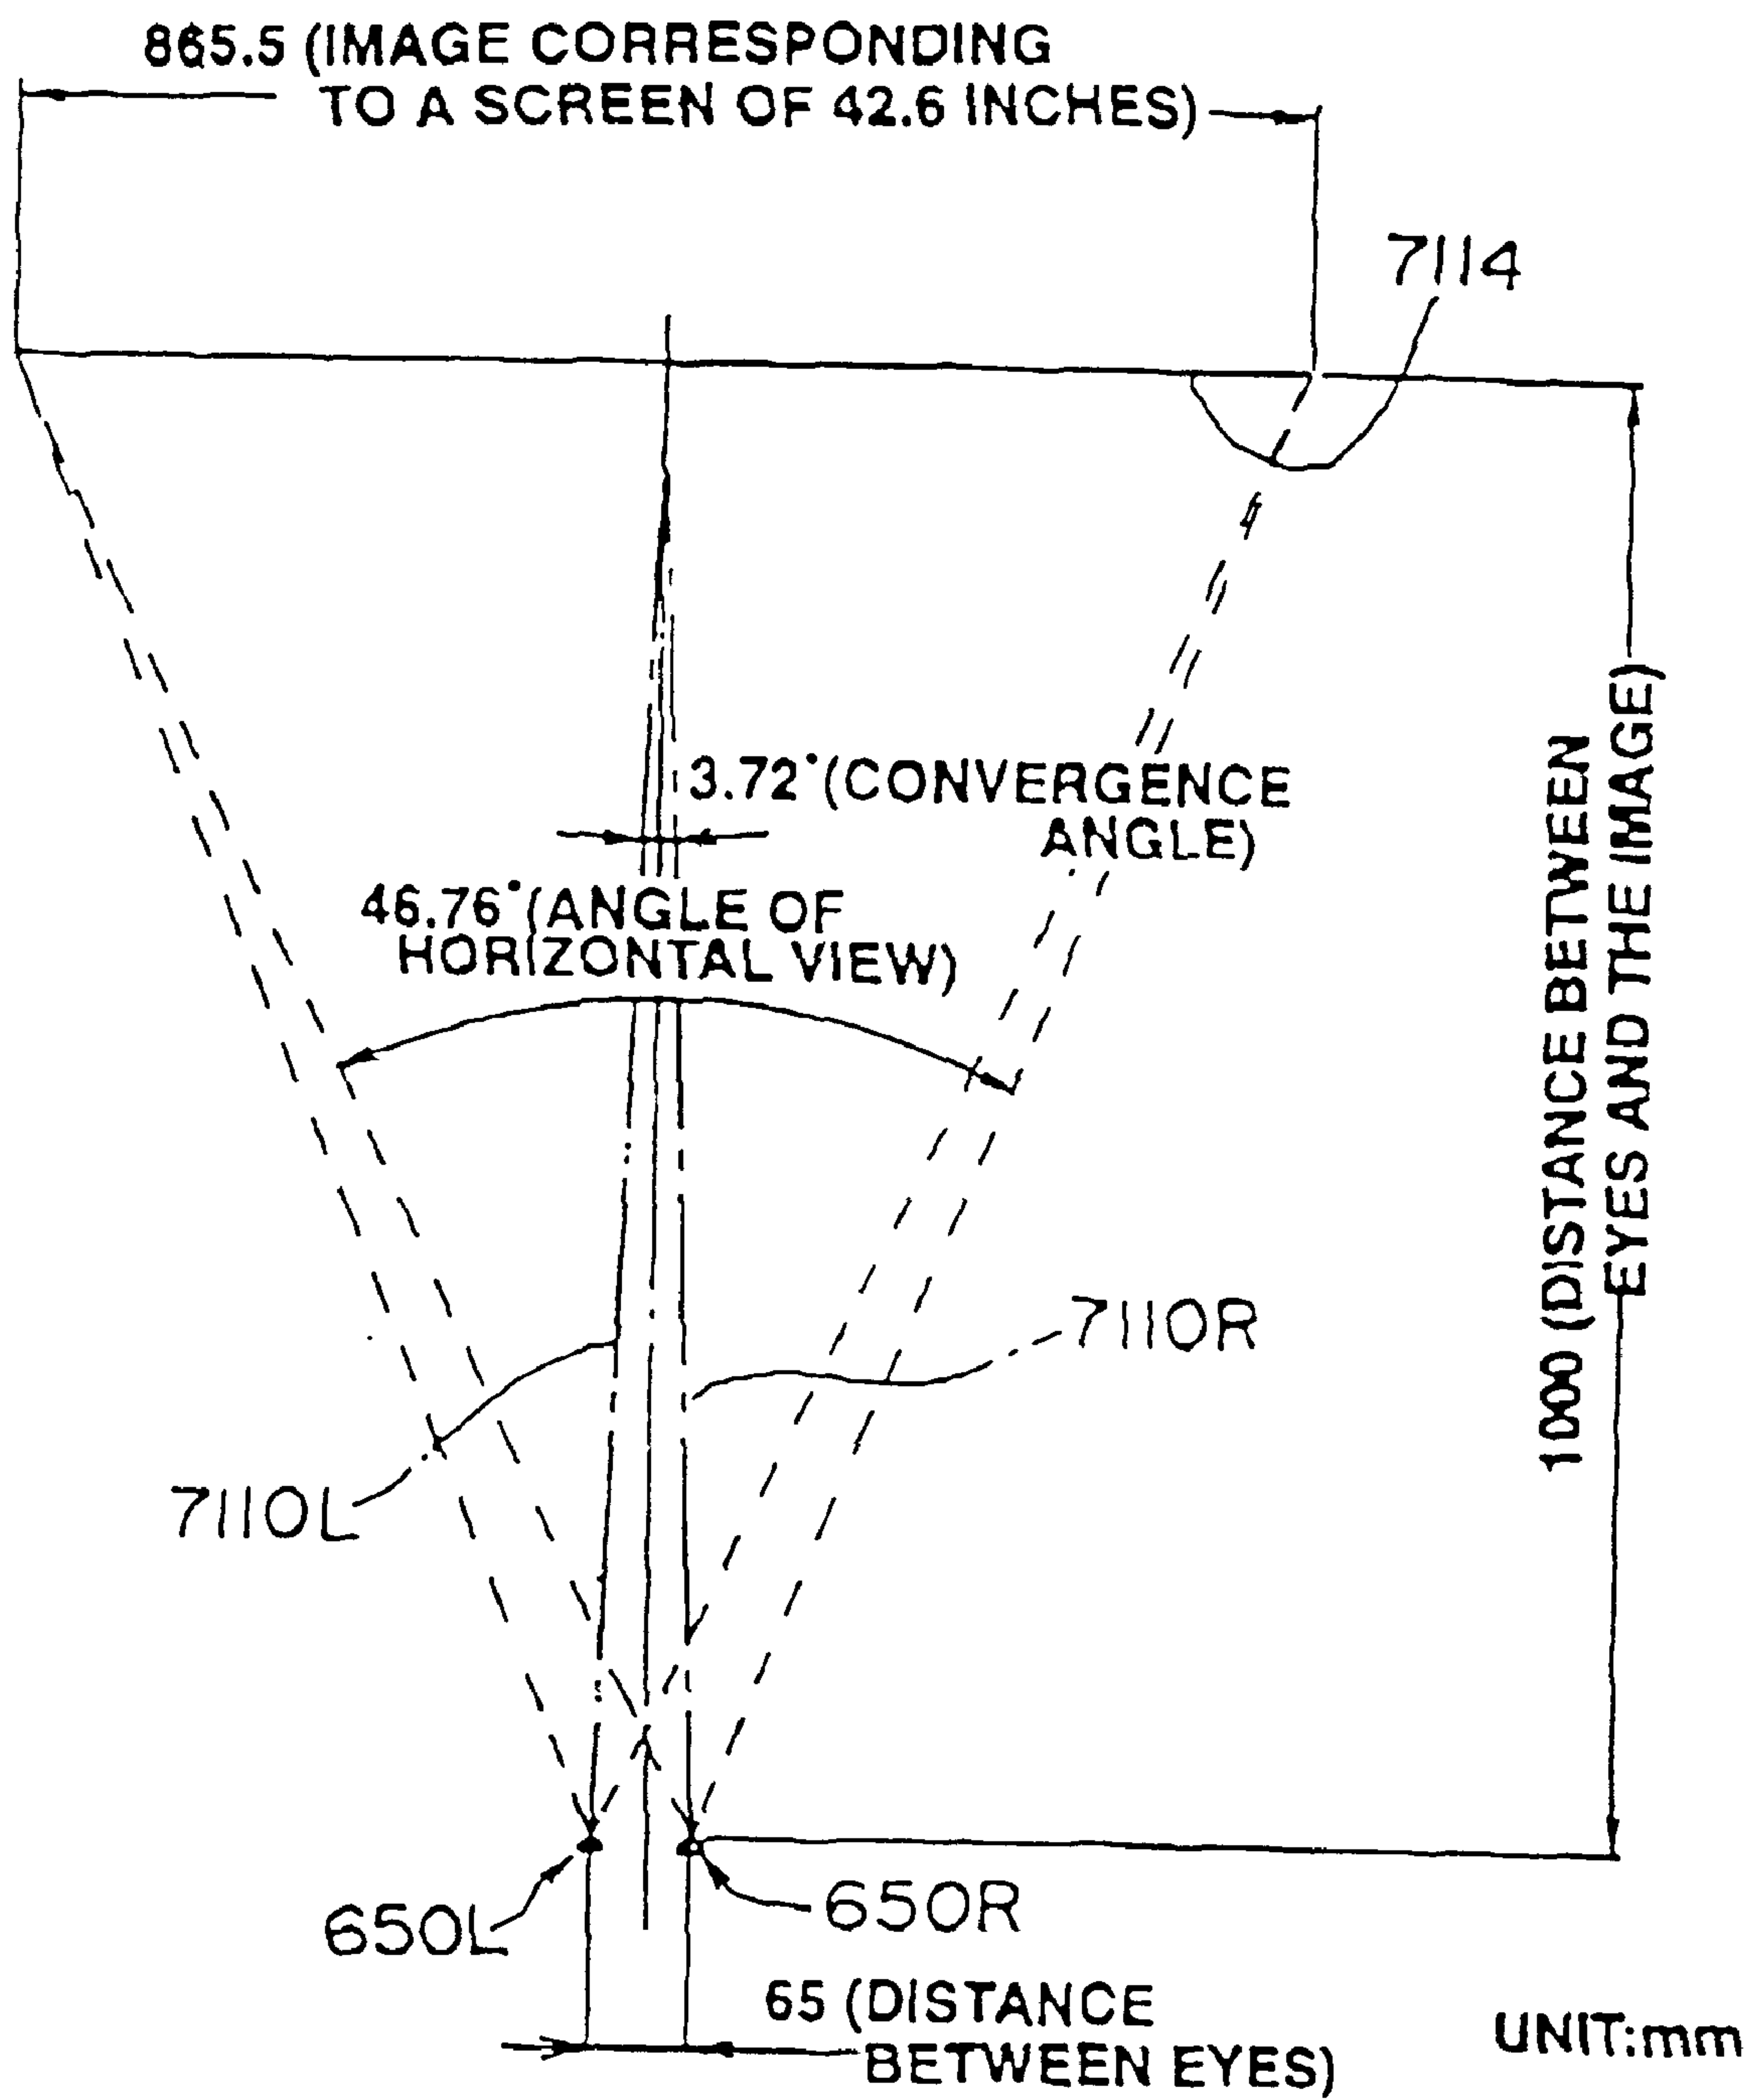 865.5 (IMAGE CORRESPONDING
TO A SCREEN OF 42.6 INCHES)
7114
3.72°(CONVERGENCE
ANGLE)
46.76°(ANGLE OF
HORIZONTAL VIEW)
1000 (DISTANCE BETWEEN
EYES AND THE IMAGE)
7110R
7110L
650L
650R
65 (DISTANCE
BETWEEN EYES)
UNIT:mm